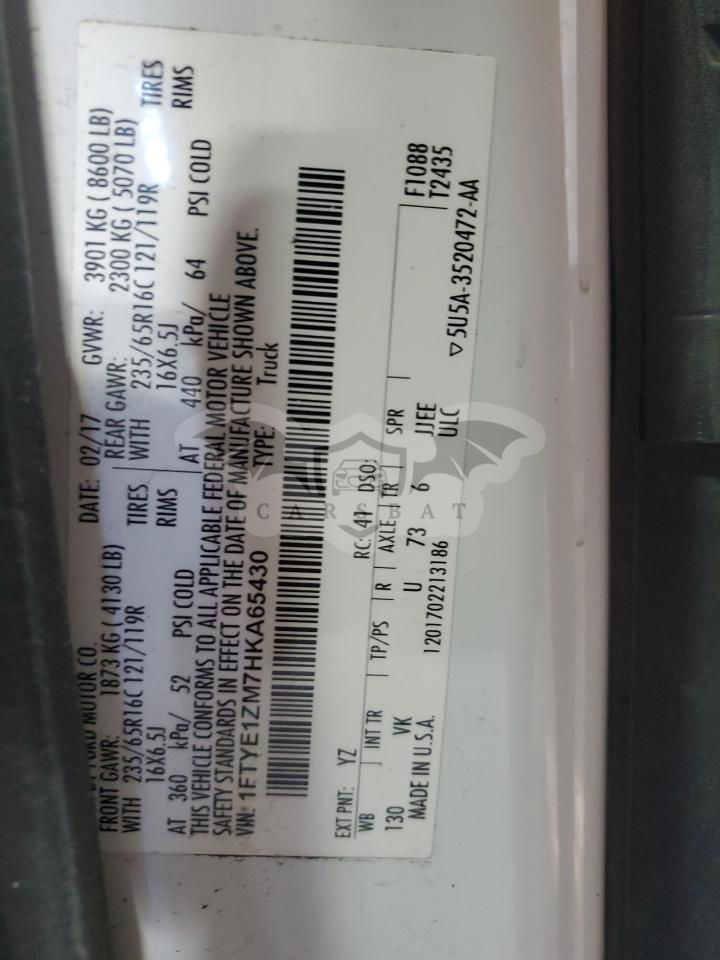 FORD MOTOR CO. DATE: 02/17 GVWR: 3901 KG ( 8600 LB)
FRONT GAWR: 1873 KG ( 4130 LB) REAR GAWR: 2300 KG ( 5070 LB)
WITH 235/65R16C 121/119R TIRES WITH 235/65R16C 121/119R TIRES
16X6.5J RIMS 16X6.5J RIMS
AT 360 kPa/ 52 PSI COLD AT 440 kPa/ 64 PSI COLD
THIS VEHICLE CONFORMS TO ALL APPLICABLE FEDERAL MOTOR VEHICLE
SAFETY STANDARDS IN EFFECT ON THE DATE OF MANUFACTURE SHOWN ABOVE.
VIN: 1FTYE1ZM7HKA65430 TYPE: Truck
EXT PNT: YZ RC: 41 DSO:
WB INT TR TP/PS R AXLE TR SPR F1088
130 VK U 73 6 JJEE T2435
MADE IN U.S.A. 1201702213186 ULC
▽5U5A-3520472-AA
CARSBAT